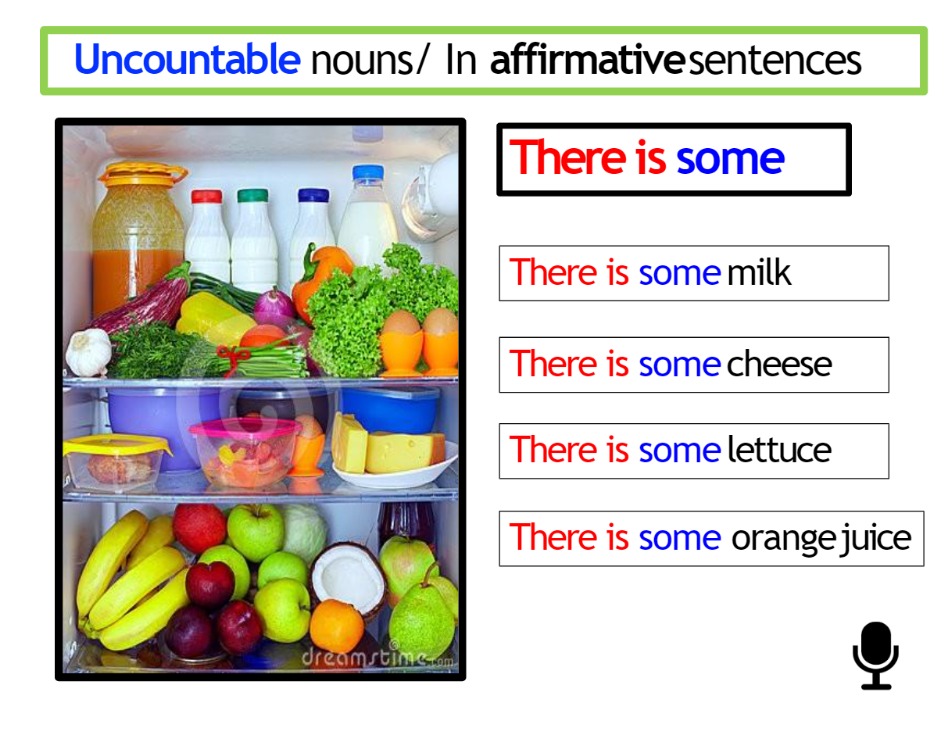 Uncountable nouns/ In affirmative sentences
There is some
There is some milk
There is some cheese
There is some lettuce
There is some orange juice
dreamstime.com